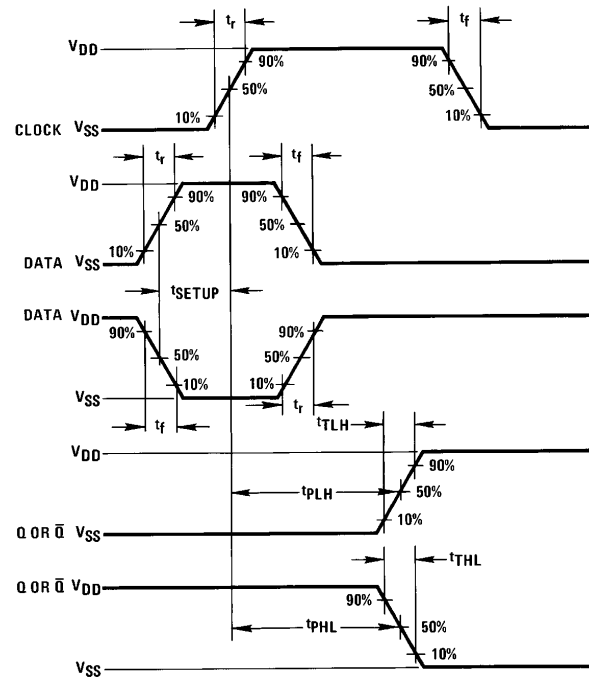 tr tf
VDD
90% 90%
50% 50%
10% 10%
CLOCK VSS
tr tf
VDD
90% 90%
50% 50%
10% 10%
DATA VSS
tSETUP
DATA VDD
90% 90%
50% 50%
10% 10%
VSS
tf tr
tTLH
VDD
90%
tPLH 50%
10%
Q OR Q̅ VSS
tTHL
Q OR Q̅ VDD
90%
tPHL 50%
10%
VSS